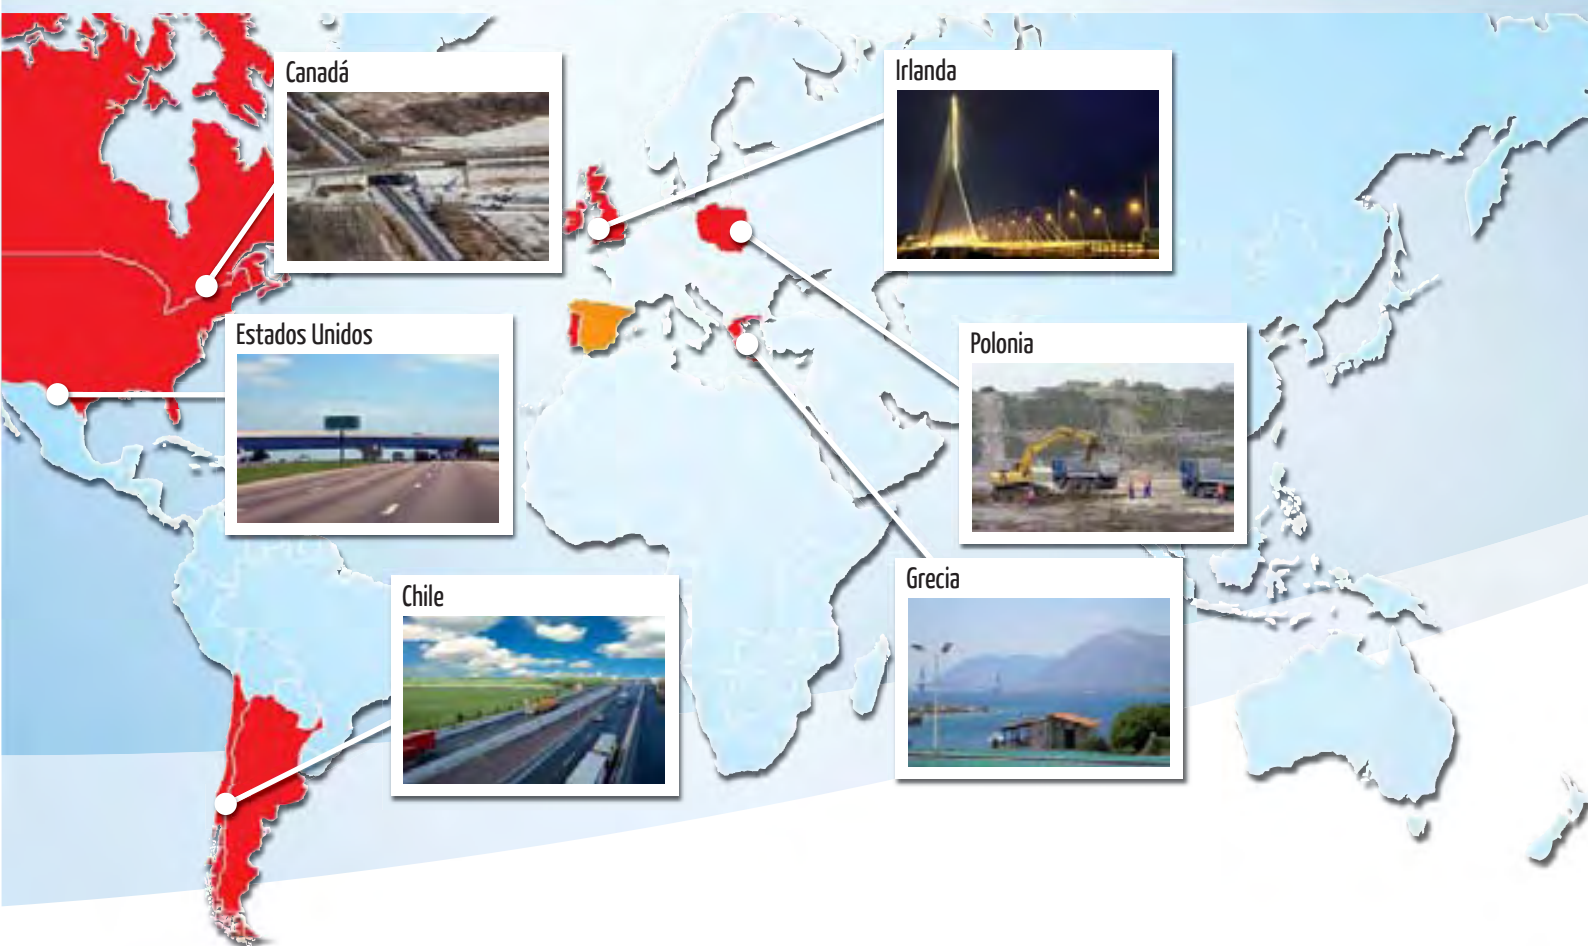 Canadá
Irlanda
Estados Unidos
Polonia
Chile
Grecia